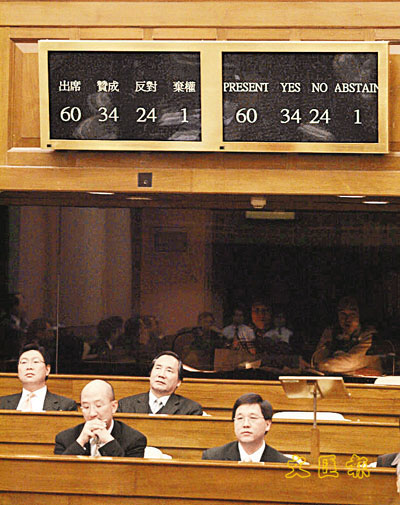 出席 贊成 反對 棄權
60 34 24 1
PRESENT YES NO ABSTAIN
60 34 24 1
文匯報